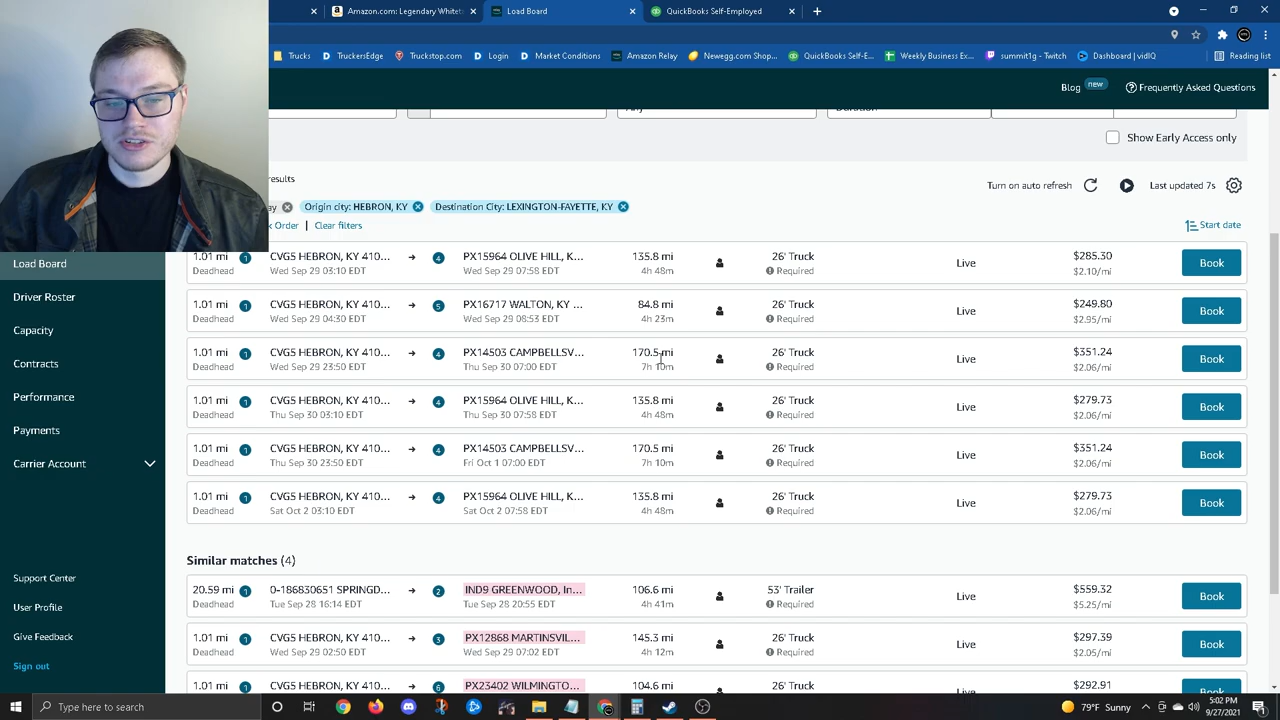 Amazon.com: Legendary Whitet
Load Board
QuickBooks Self-Employed
Trucks
TruckersEdge
Truckstop.com
Login
Market Conditions
Amazon Relay
Newegg.com Shop...
QuickBooks Self-E...
Weekly Business Ex...
summit1g - Twitch
Dashboard | vidIQ
Reading list
Blog new
Frequently Asked Questions
Show Early Access only
results
Turn on auto refresh
Last updated 7s
Origin city: HEBRON, KY
Destination City: LEXINGTON-FAYETTE, KY
Order | Clear filters
Start date
Load Board
Driver Roster
Capacity
Contracts
Performance
Payments
Carrier Account
Support Center
User Profile
Give Feedback
Sign out
1.01 mi 1 CVG5 HEBRON, KY 410... → 4 PX15964 OLIVE HILL, K... 135.8 mi 26' Truck Live $285.30 Book
Deadhead Wed Sep 29 03:10 EDT Wed Sep 29 07:58 EDT 4h 48m Required $2.10/mi
1.01 mi 1 CVG5 HEBRON, KY 410... → 5 PX16717 WALTON, KY ... 84.8 mi 26' Truck Live $249.80 Book
Deadhead Wed Sep 29 04:30 EDT Wed Sep 29 08:53 EDT 4h 23m Required $2.95/mi
1.01 mi 1 CVG5 HEBRON, KY 410... → 4 PX14503 CAMPBELLSV... 170.5 mi 26' Truck Live $351.24 Book
Deadhead Wed Sep 29 23:50 EDT Thu Sep 30 07:00 EDT 7h 10m Required $2.06/mi
1.01 mi 1 CVG5 HEBRON, KY 410... → 4 PX15964 OLIVE HILL, K... 135.8 mi 26' Truck Live $279.73 Book
Deadhead Thu Sep 30 03:10 EDT Thu Sep 30 07:58 EDT 4h 48m Required $2.06/mi
1.01 mi 1 CVG5 HEBRON, KY 410... → 4 PX14503 CAMPBELLSV... 170.5 mi 26' Truck Live $351.24 Book
Deadhead Thu Sep 30 23:50 EDT Fri Oct 1 07:00 EDT 7h 10m Required $2.06/mi
1.01 mi 1 CVG5 HEBRON, KY 410... → 4 PX15964 OLIVE HILL, K... 135.8 mi 26' Truck Live $279.73 Book
Deadhead Sat Oct 2 03:10 EDT Sat Oct 2 07:58 EDT 4h 48m Required $2.06/mi
Similar matches (4)
20.59 mi 1 0-186830651 SPRINGD... → 2 IND9 GREENWOOD, In... 106.6 mi 53' Trailer Live $559.32 Book
Deadhead Tue Sep 28 16:14 EDT Tue Sep 28 20:55 EDT 4h 41m Required $5.25/mi
1.01 mi 1 CVG5 HEBRON, KY 410... → 3 PX12868 MARTINSVIL... 145.3 mi 26' Truck Live $297.39 Book
Deadhead Wed Sep 29 02:50 EDT Wed Sep 29 07:02 EDT 4h 12m Required $2.05/mi
1.01 mi 1 CVG5 HEBRON, KY 410... → 6 PX23402 WILMINGTO... 104.6 mi 26' Truck Live $292.91 Book
Type here to search
79°F Sunny
5:02 PM
9/27/2021